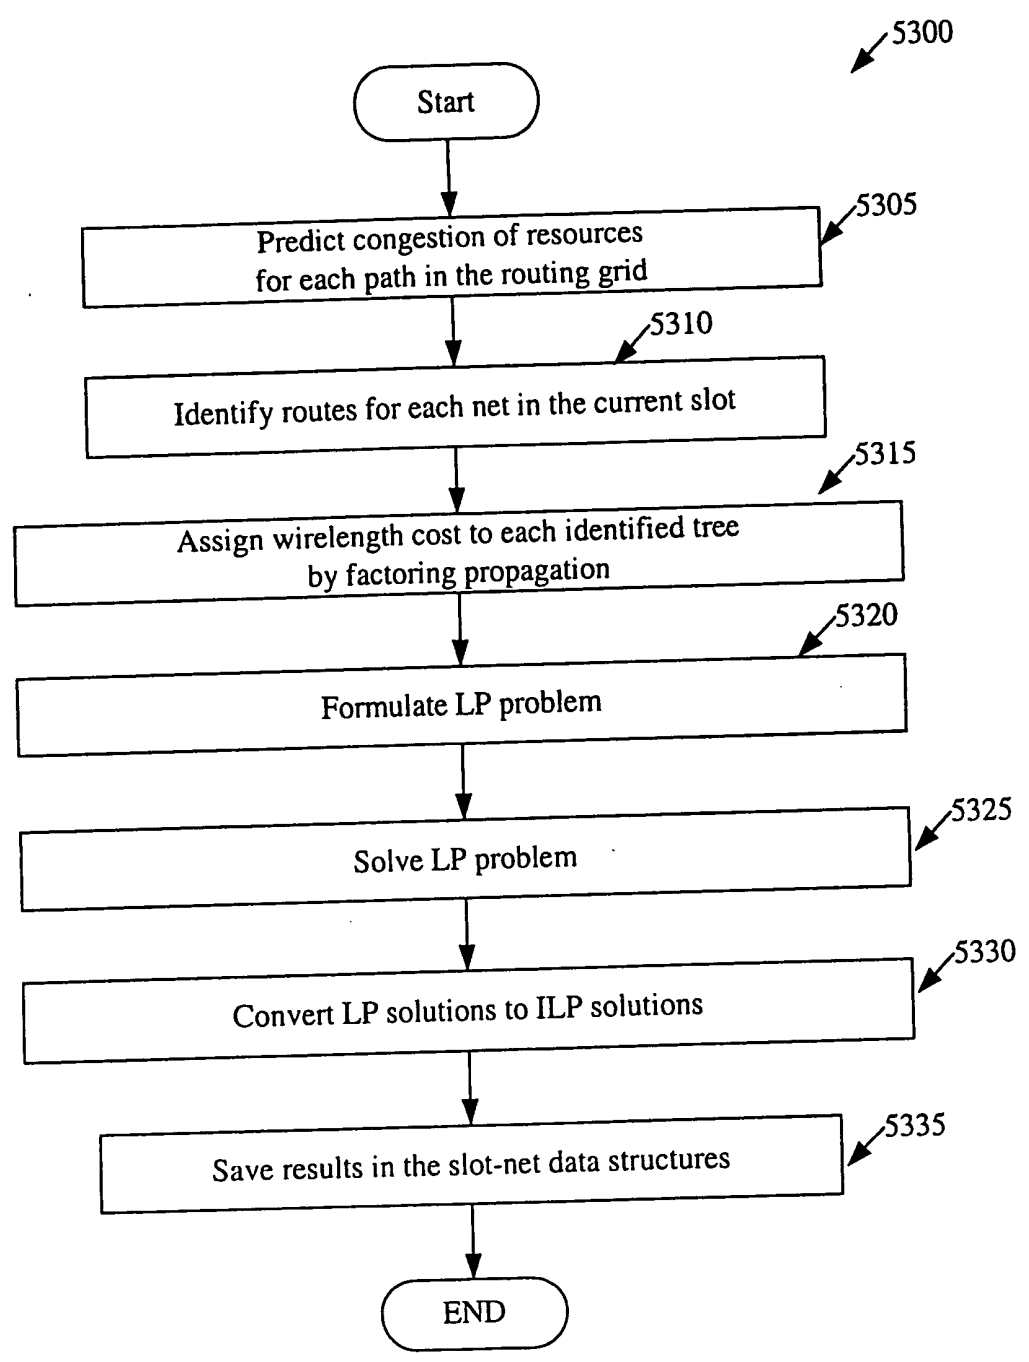 5300
Start
5305
Predict congestion of resources
for each path in the routing grid
5310
Identify routes for each net in the current slot
5315
Assign wirelength cost to each identified tree
by factoring propagation
5320
Formulate LP problem
5325
Solve LP problem
5330
Convert LP solutions to ILP solutions
5335
Save results in the slot-net data structures
END